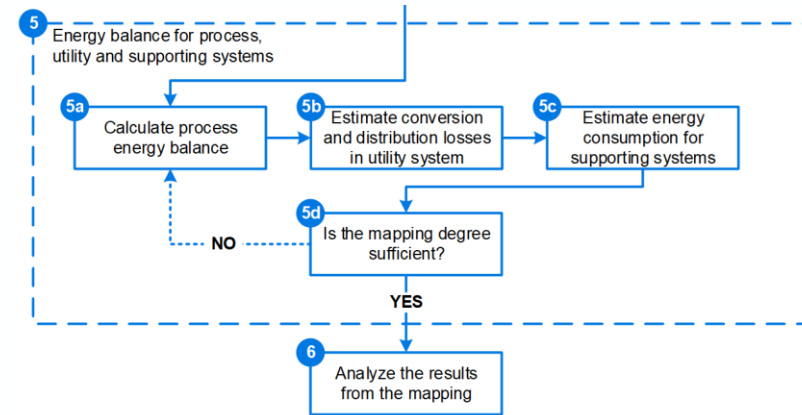 5
Energy balance for process,
utility and supporting systems
5a
Calculate process
energy balance
5b
Estimate conversion
and distribution losses
in utility system
5c
Estimate energy
consumption for
supporting systems
5d
Is the mapping degree
sufficient?
NO
YES
6
Analyze the results
from the mapping